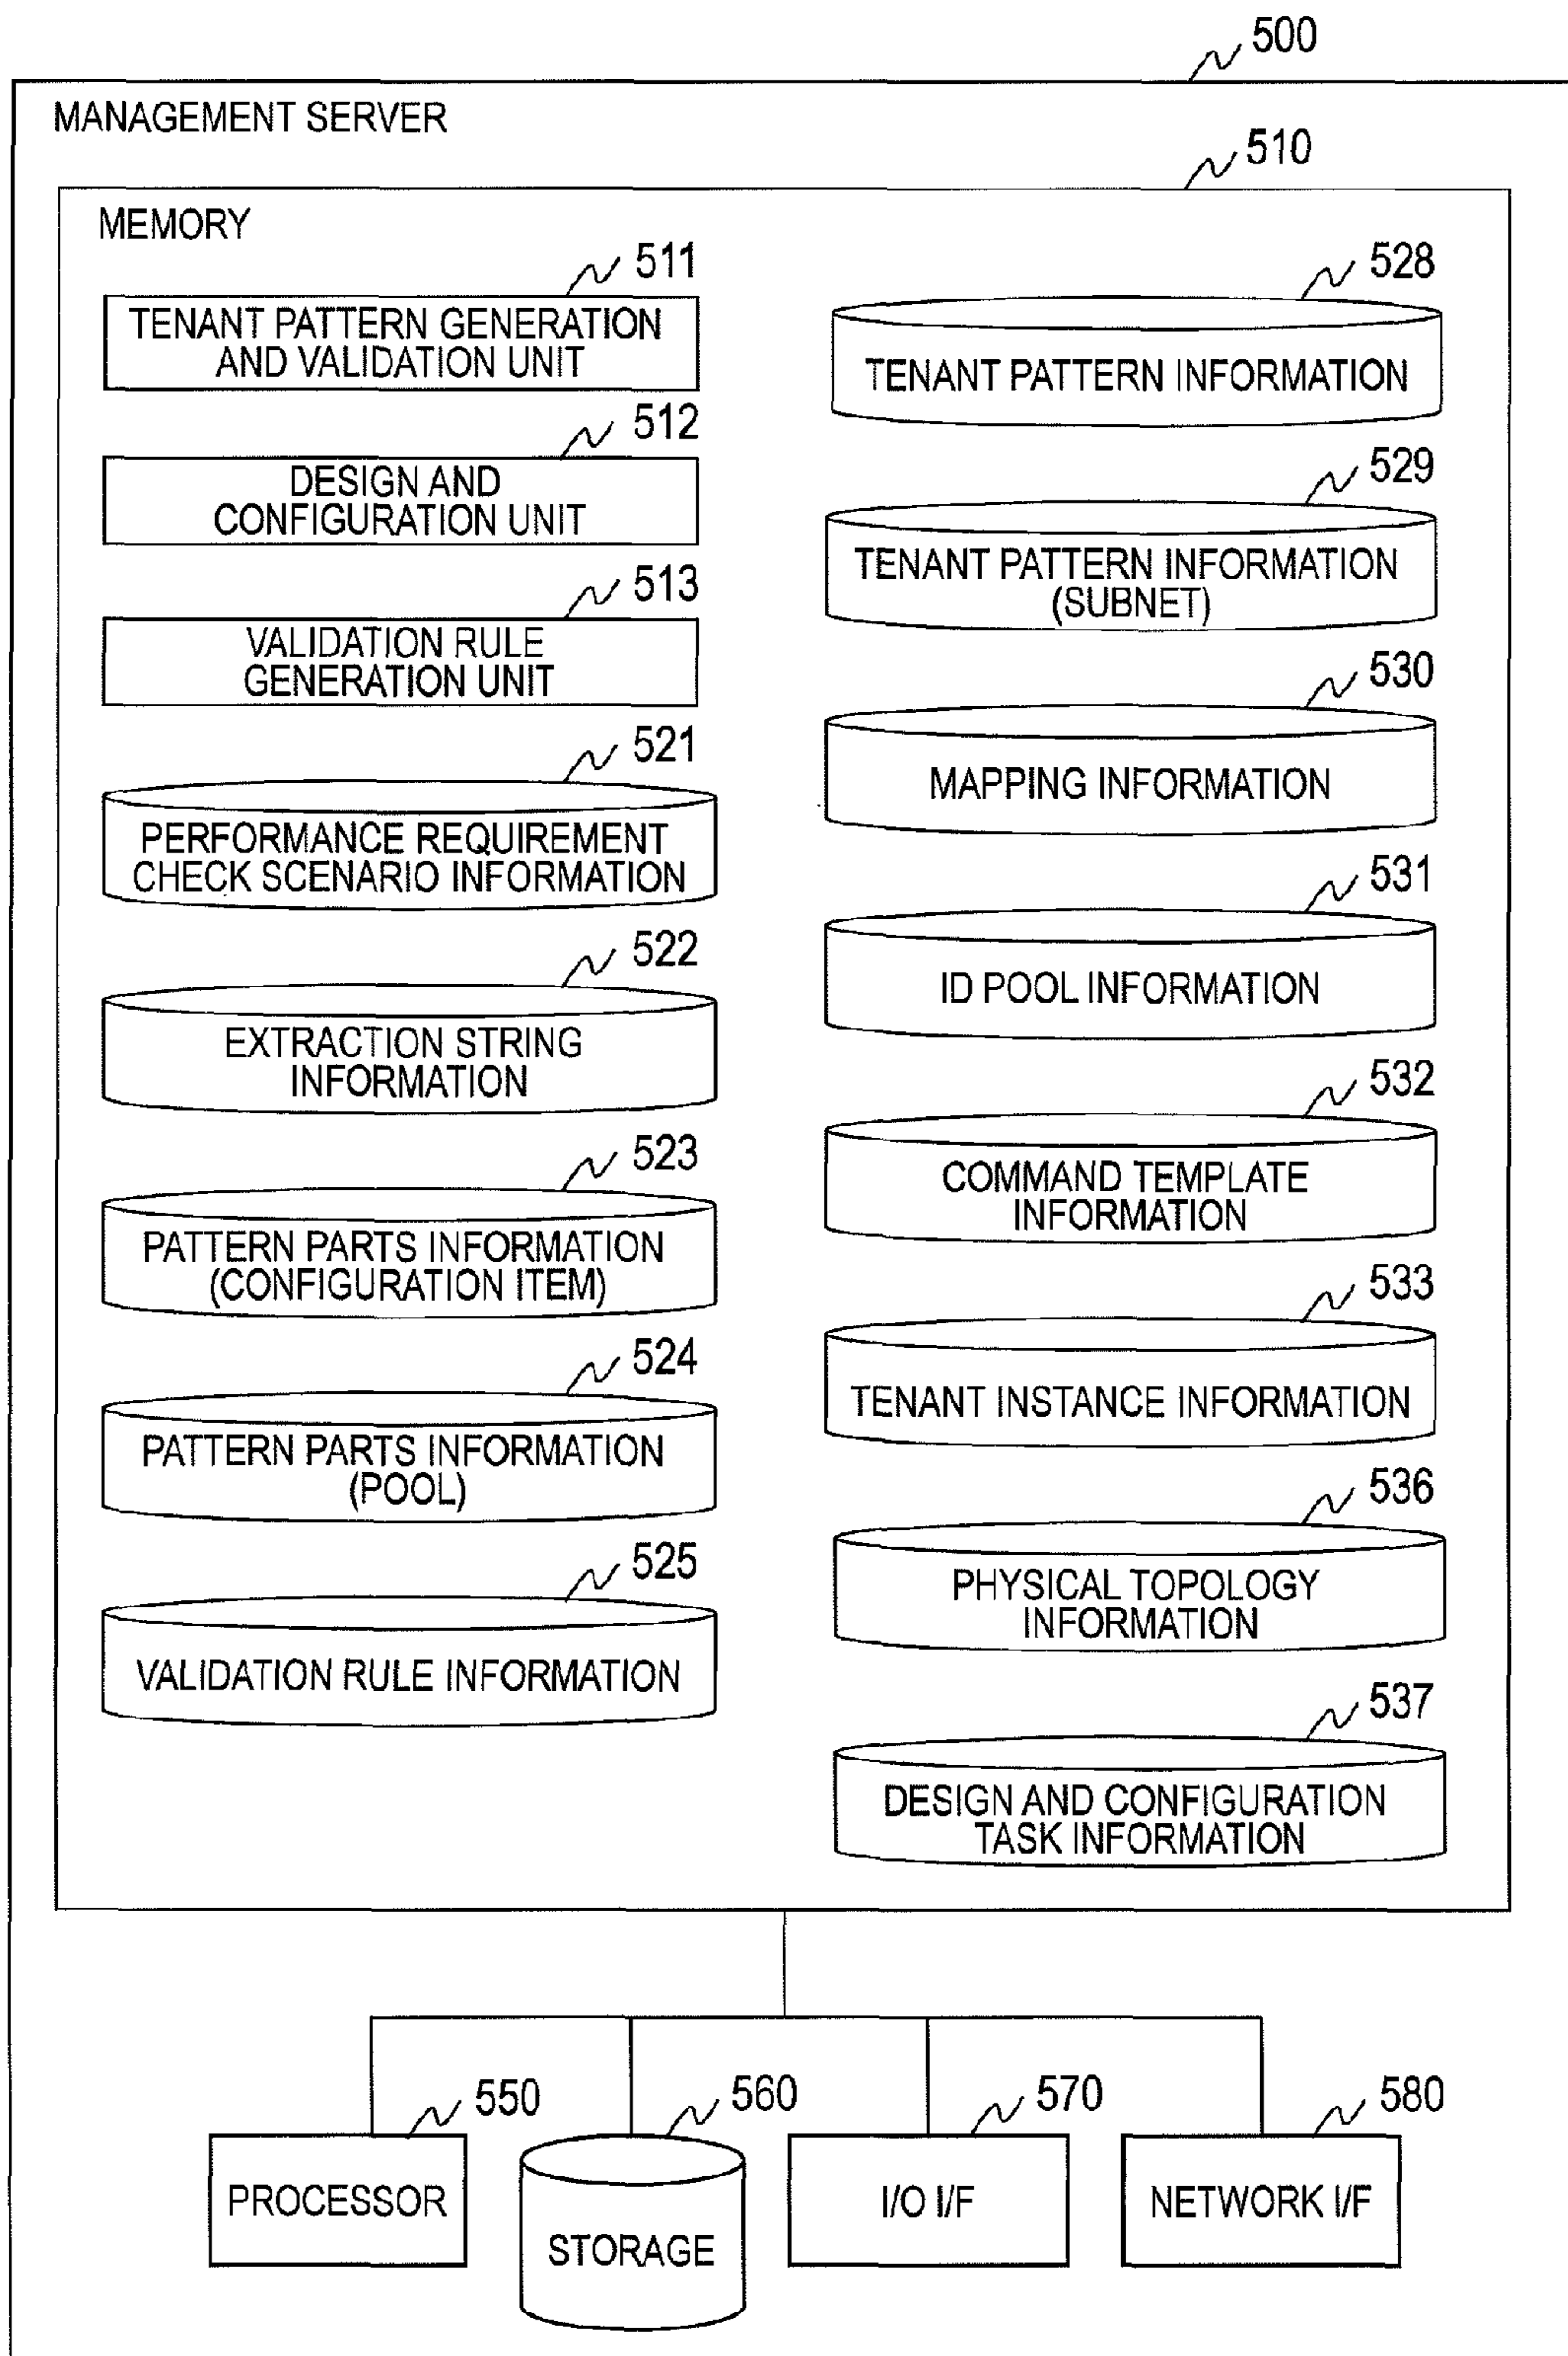 500
MANAGEMENT SERVER
510
MEMORY
511
TENANT PATTERN GENERATION
AND VALIDATION UNIT
512
DESIGN AND
CONFIGURATION UNIT
513
VALIDATION RULE
GENERATION UNIT
521
PERFORMANCE REQUIREMENT
CHECK SCENARIO INFORMATION
522
EXTRACTION STRING
INFORMATION
523
PATTERN PARTS INFORMATION
(CONFIGURATION ITEM)
524
PATTERN PARTS INFORMATION
(POOL)
525
VALIDATION RULE INFORMATION
528
TENANT PATTERN INFORMATION
529
TENANT PATTERN INFORMATION
(SUBNET)
530
MAPPING INFORMATION
531
ID POOL INFORMATION
532
COMMAND TEMPLATE
INFORMATION
533
TENANT INSTANCE INFORMATION
536
PHYSICAL TOPOLOGY
INFORMATION
537
DESIGN AND CONFIGURATION
TASK INFORMATION
550
PROCESSOR
560
STORAGE
570
I/O I/F
580
NETWORK I/F